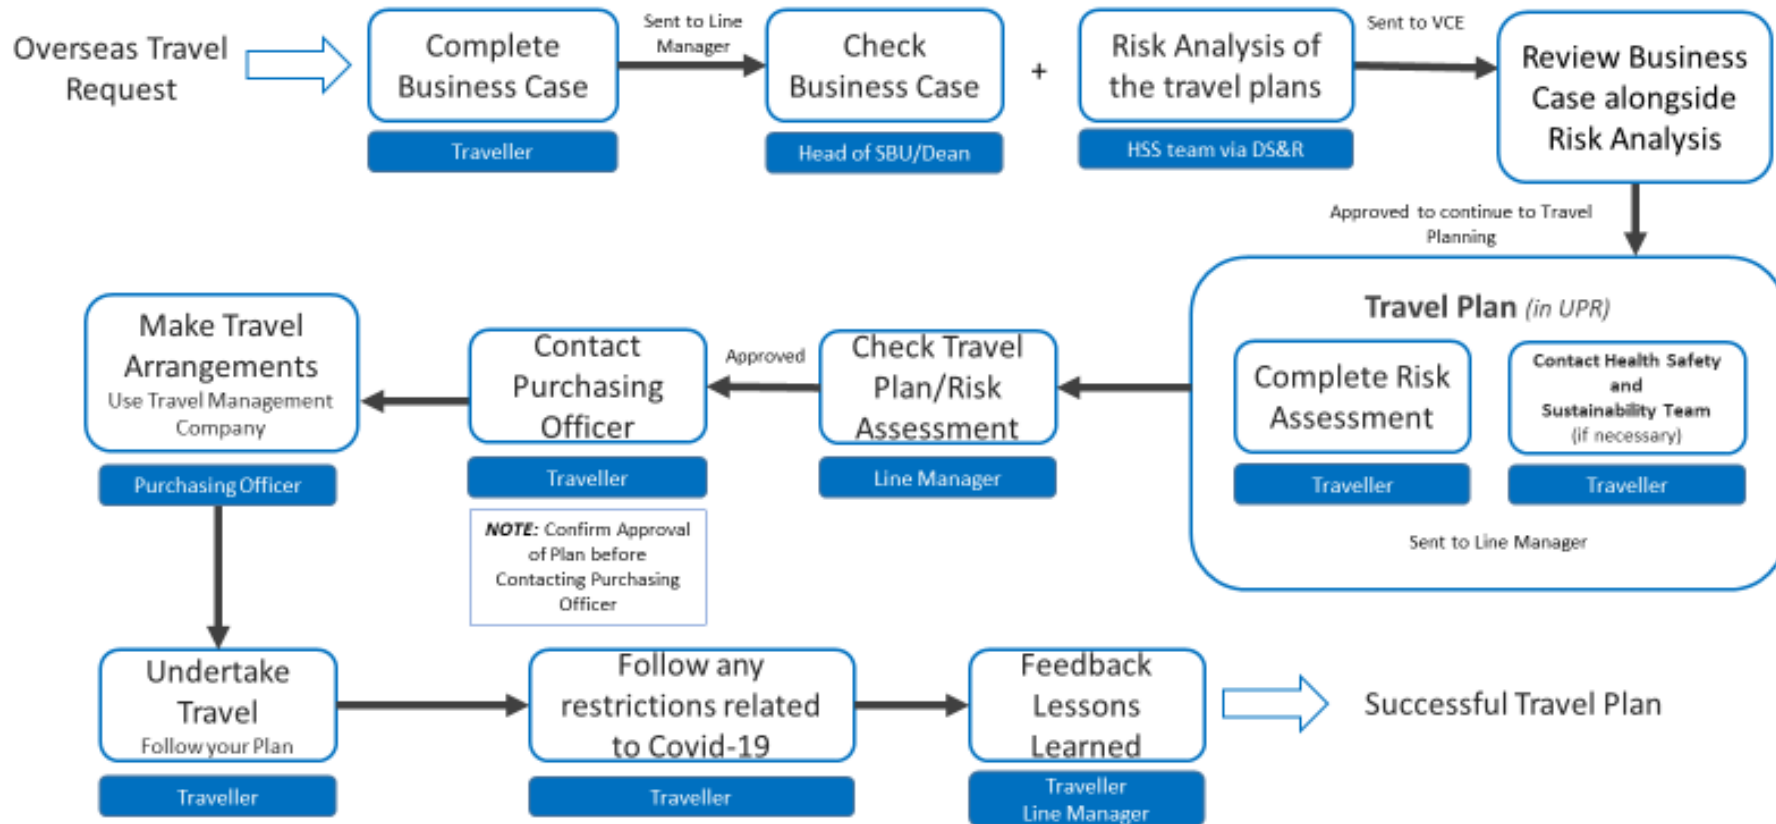 Overseas Travel
Request
Complete
Business Case
Traveller
Sent to Line
Manager
Check
Business Case
Head of SBU/Dean
+
Risk Analysis of
the travel plans
HSS team via DS&R
Sent to VCE
Review Business
Case alongside
Risk Analysis
Approved to continue to Travel
Planning
Travel Plan (in UPR)
Complete Risk
Assessment
Traveller
Contact Health Safety
and
Sustainability Team
(if necessary)
Traveller
Sent to Line Manager
Check Travel
Plan/Risk
Assessment
Line Manager
Approved
Contact
Purchasing
Officer
Traveller
NOTE: Confirm Approval
of Plan before
Contacting Purchasing
Officer
Make Travel
Arrangements
Use Travel Management
Company
Purchasing Officer
Undertake
Travel
Follow your Plan
Traveller
Follow any
restrictions related
to Covid-19
Traveller
Feedback
Lessons
Learned
Traveller
Line Manager
Successful Travel Plan